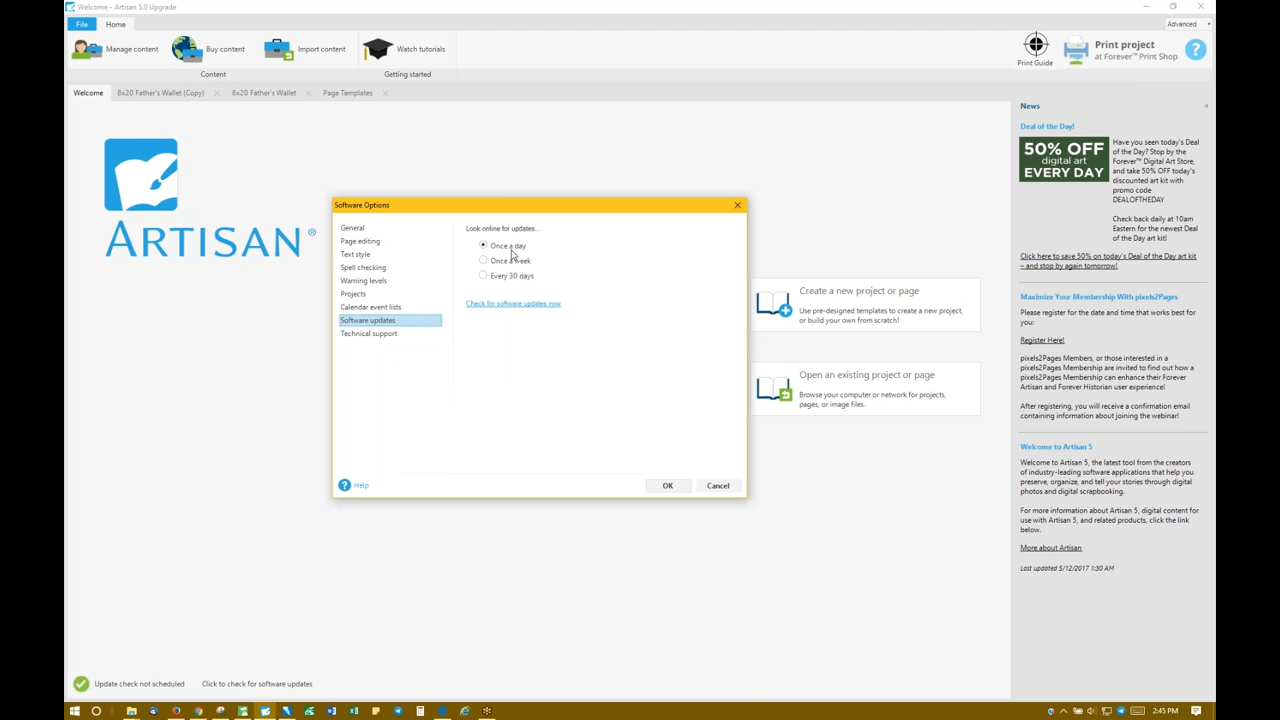 Welcome - Artisan 5.0 Upgrade
File
Home
Advanced
Manage content
Buy content
Import content
Watch tutorials
Content
Getting started
Print Guide
Print project
at Forever™ Print Shop
?
Welcome
8x20 Father's Wallet (Copy)
8x20 Father's Wallet
Page Templates
ARTISAN®
Software Options
General
Page editing
Text style
Spell checking
Warning levels
Projects
Calendar event lists
Software updates
Technical support
Look online for updates...
Once a day
Once a week
Every 30 days
Check for software updates now
? Help
OK
Cancel
Create a new project or page
Use pre-designed templates to create a new project,
or build your own from scratch!
Open an existing project or page
Browse your computer or network for projects,
pages, or image files.
News
Deal of the Day!
50% OFF
digital art
EVERY DAY
Have you seen today's Deal
of the Day? Stop by the
Forever™ Digital Art Store,
and take 50% OFF today's
discounted art kit with
promo code
DEALOFTHEDAY
Check back daily at 10am
Eastern for the newest Deal
of the Day art kit!
Click here to save 50% on today's Deal of the Day art kit
– and stop by again tomorrow!
Maximize Your Membership With pixels2Pages
Please register for the date and time that works best for
you:
Register Here!
pixels2Pages Members, or those interested in a
pixels2Pages Membership are invited to find out how a
pixels2Pages Membership can enhance their Forever
Artisan and Forever Historian user experience!
After registering, you will receive a confirmation email
containing information about joining the webinar!
Welcome to Artisan 5
Welcome to Artisan 5, the latest tool from the creators
of industry-leading software applications that help you
preserve, organize, and tell your stories through digital
photos and digital scrapbooking.
For more information about Artisan 5, digital content for
use with Artisan 5, and related products, click the link
below.
More about Artisan
Last updated 5/12/2017 1:30 AM
Update check not scheduled
Click to check for software updates
2:45 PM